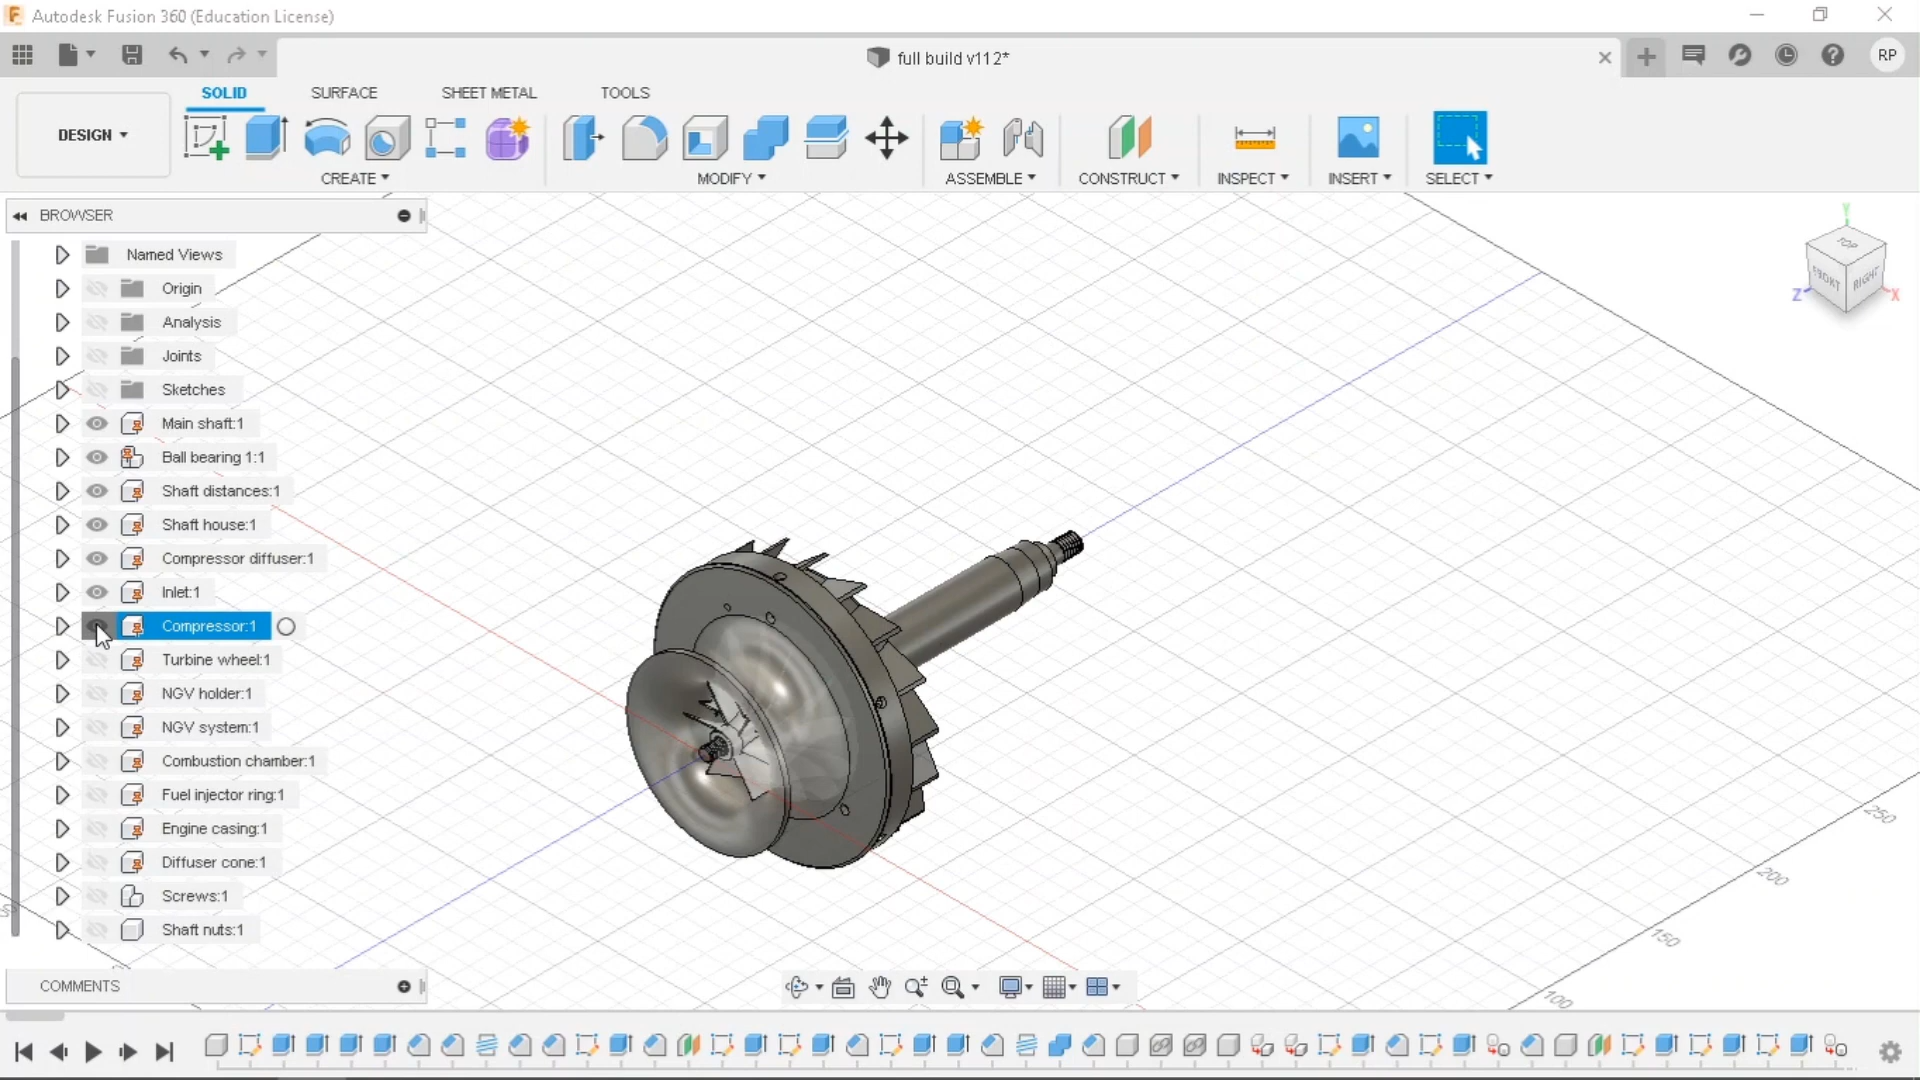 Autodesk Fusion 360 (Education License)
full build v112*
RP
SOLID
SURFACE
SHEET METAL
TOOLS
DESIGN
CREATE
MODIFY
ASSEMBLE
CONSTRUCT
INSPECT
INSERT
SELECT
BROWSER
Named Views
Origin
Analysis
Joints
Sketches
Main shaft:1
Ball bearing 1:1
Shaft distances:1
Shaft house:1
Compressor diffuser:1
Inlet:1
Compressor:1
Turbine wheel:1
NGV holder:1
NGV system:1
Combustion chamber:1
Fuel injector ring:1
Engine casing:1
Diffuser cone:1
Screws:1
Shaft nuts:1
Y
TOP
FRONT
RIGHT
Z
X
250
200
150
100
COMMENTS